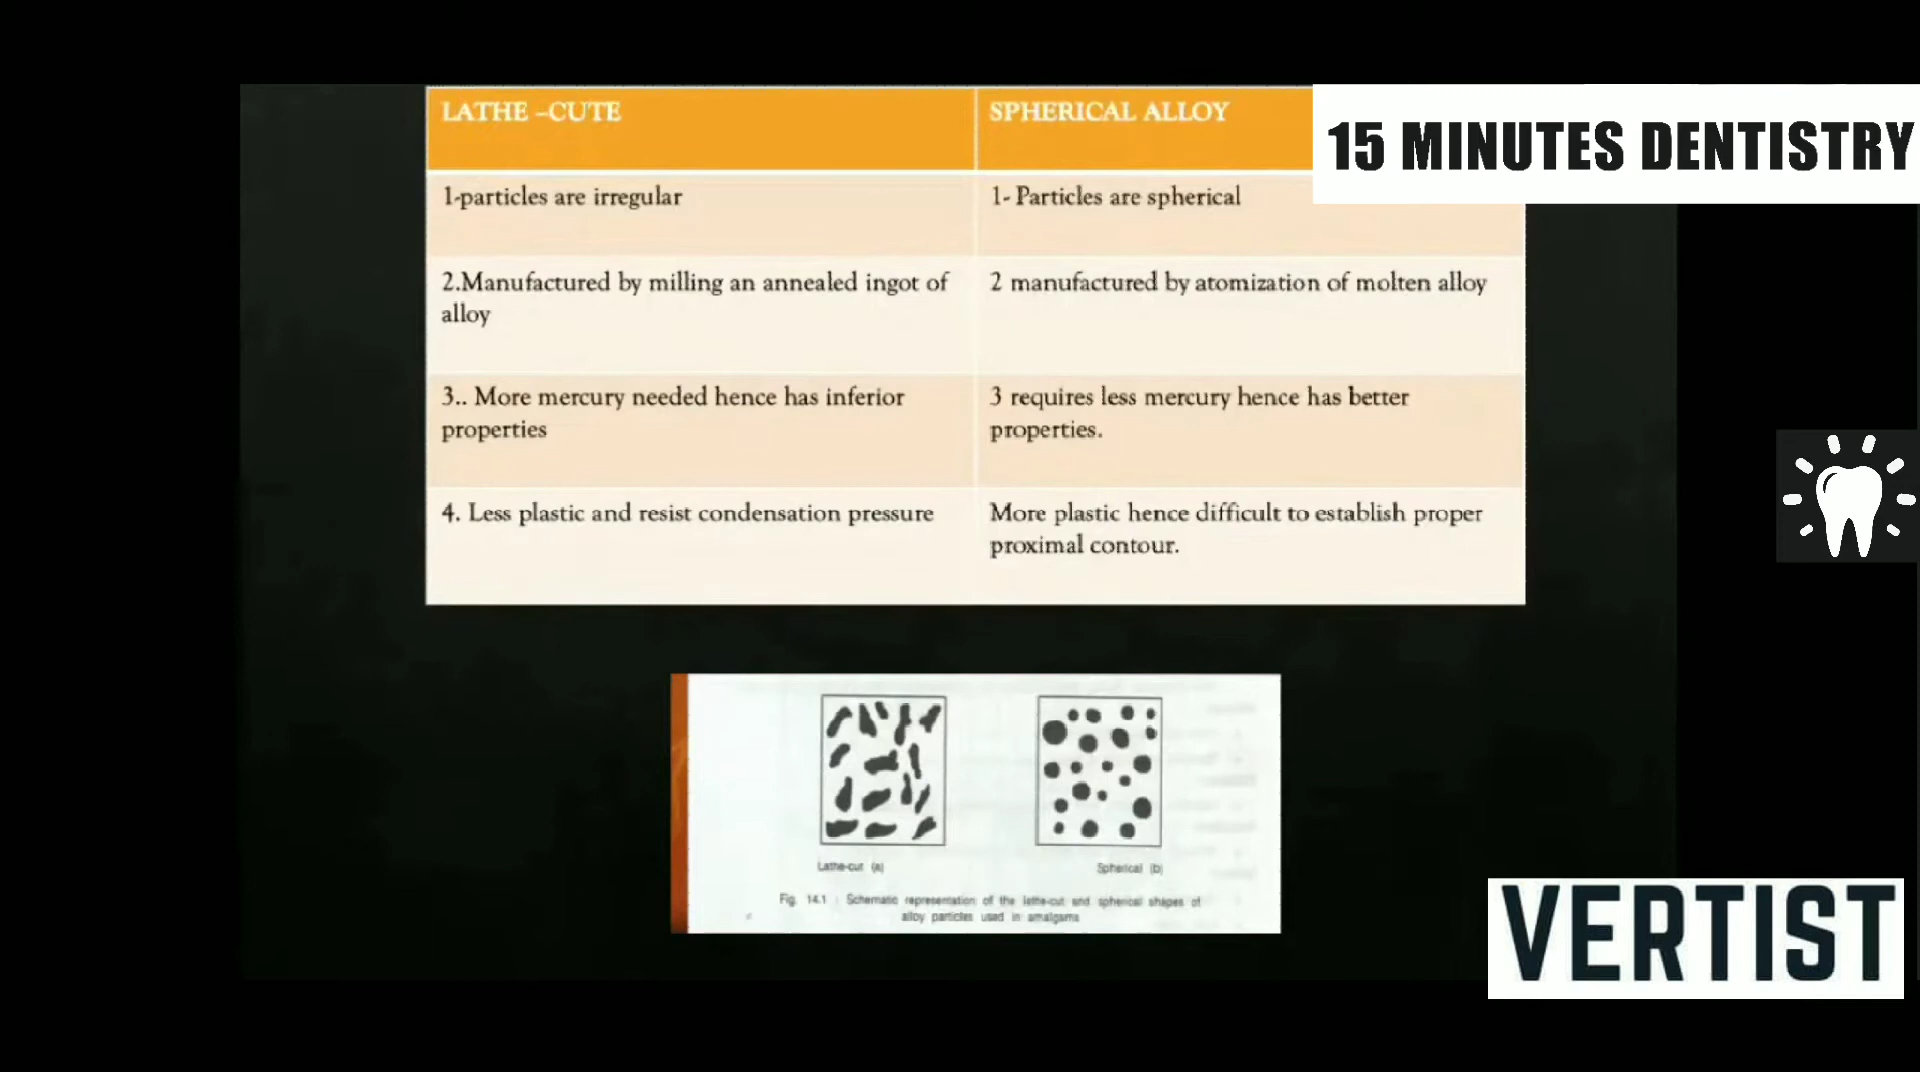 LATHE –CUTE
SPHERICAL ALLOY
15 MINUTES DENTISTRY
1-particles are irregular
1- Particles are spherical
2.Manufactured by milling an annealed ingot of
alloy
2 manufactured by atomization of molten alloy
3.. More mercury needed hence has inferior
properties
3 requires less mercury hence has better
properties.
4. Less plastic and resist condensation pressure
More plastic hence difficult to establish proper
proximal contour.
Lathe-cut (a)
Spherical (b)
Fig. 14.1 : Schematic representation of the lathe-cut and spherical shapes of
alloy particles used in amalgams
VERTIST